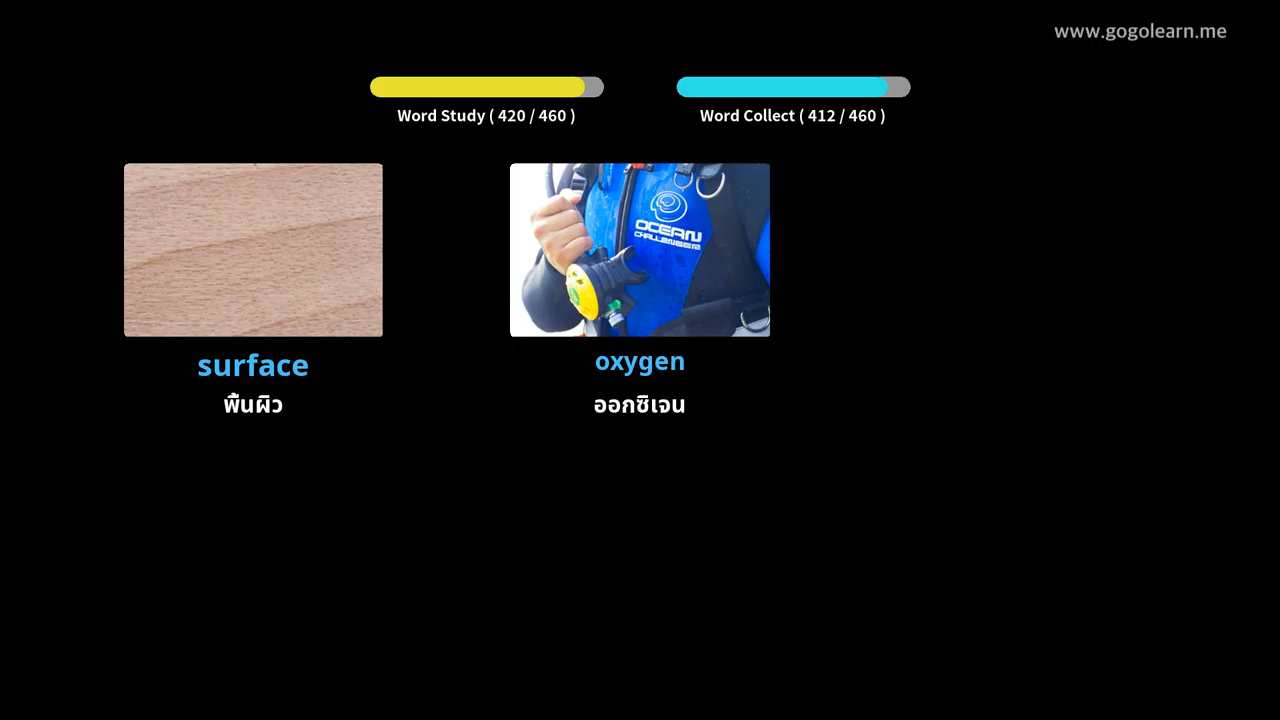 www.gogolearn.me
Word Study ( 420 / 460 )
Word Collect ( 412 / 460 )
OCEAN
CHALLENGER
surface
oxygen
พื้นผิว
ออกซิเจน